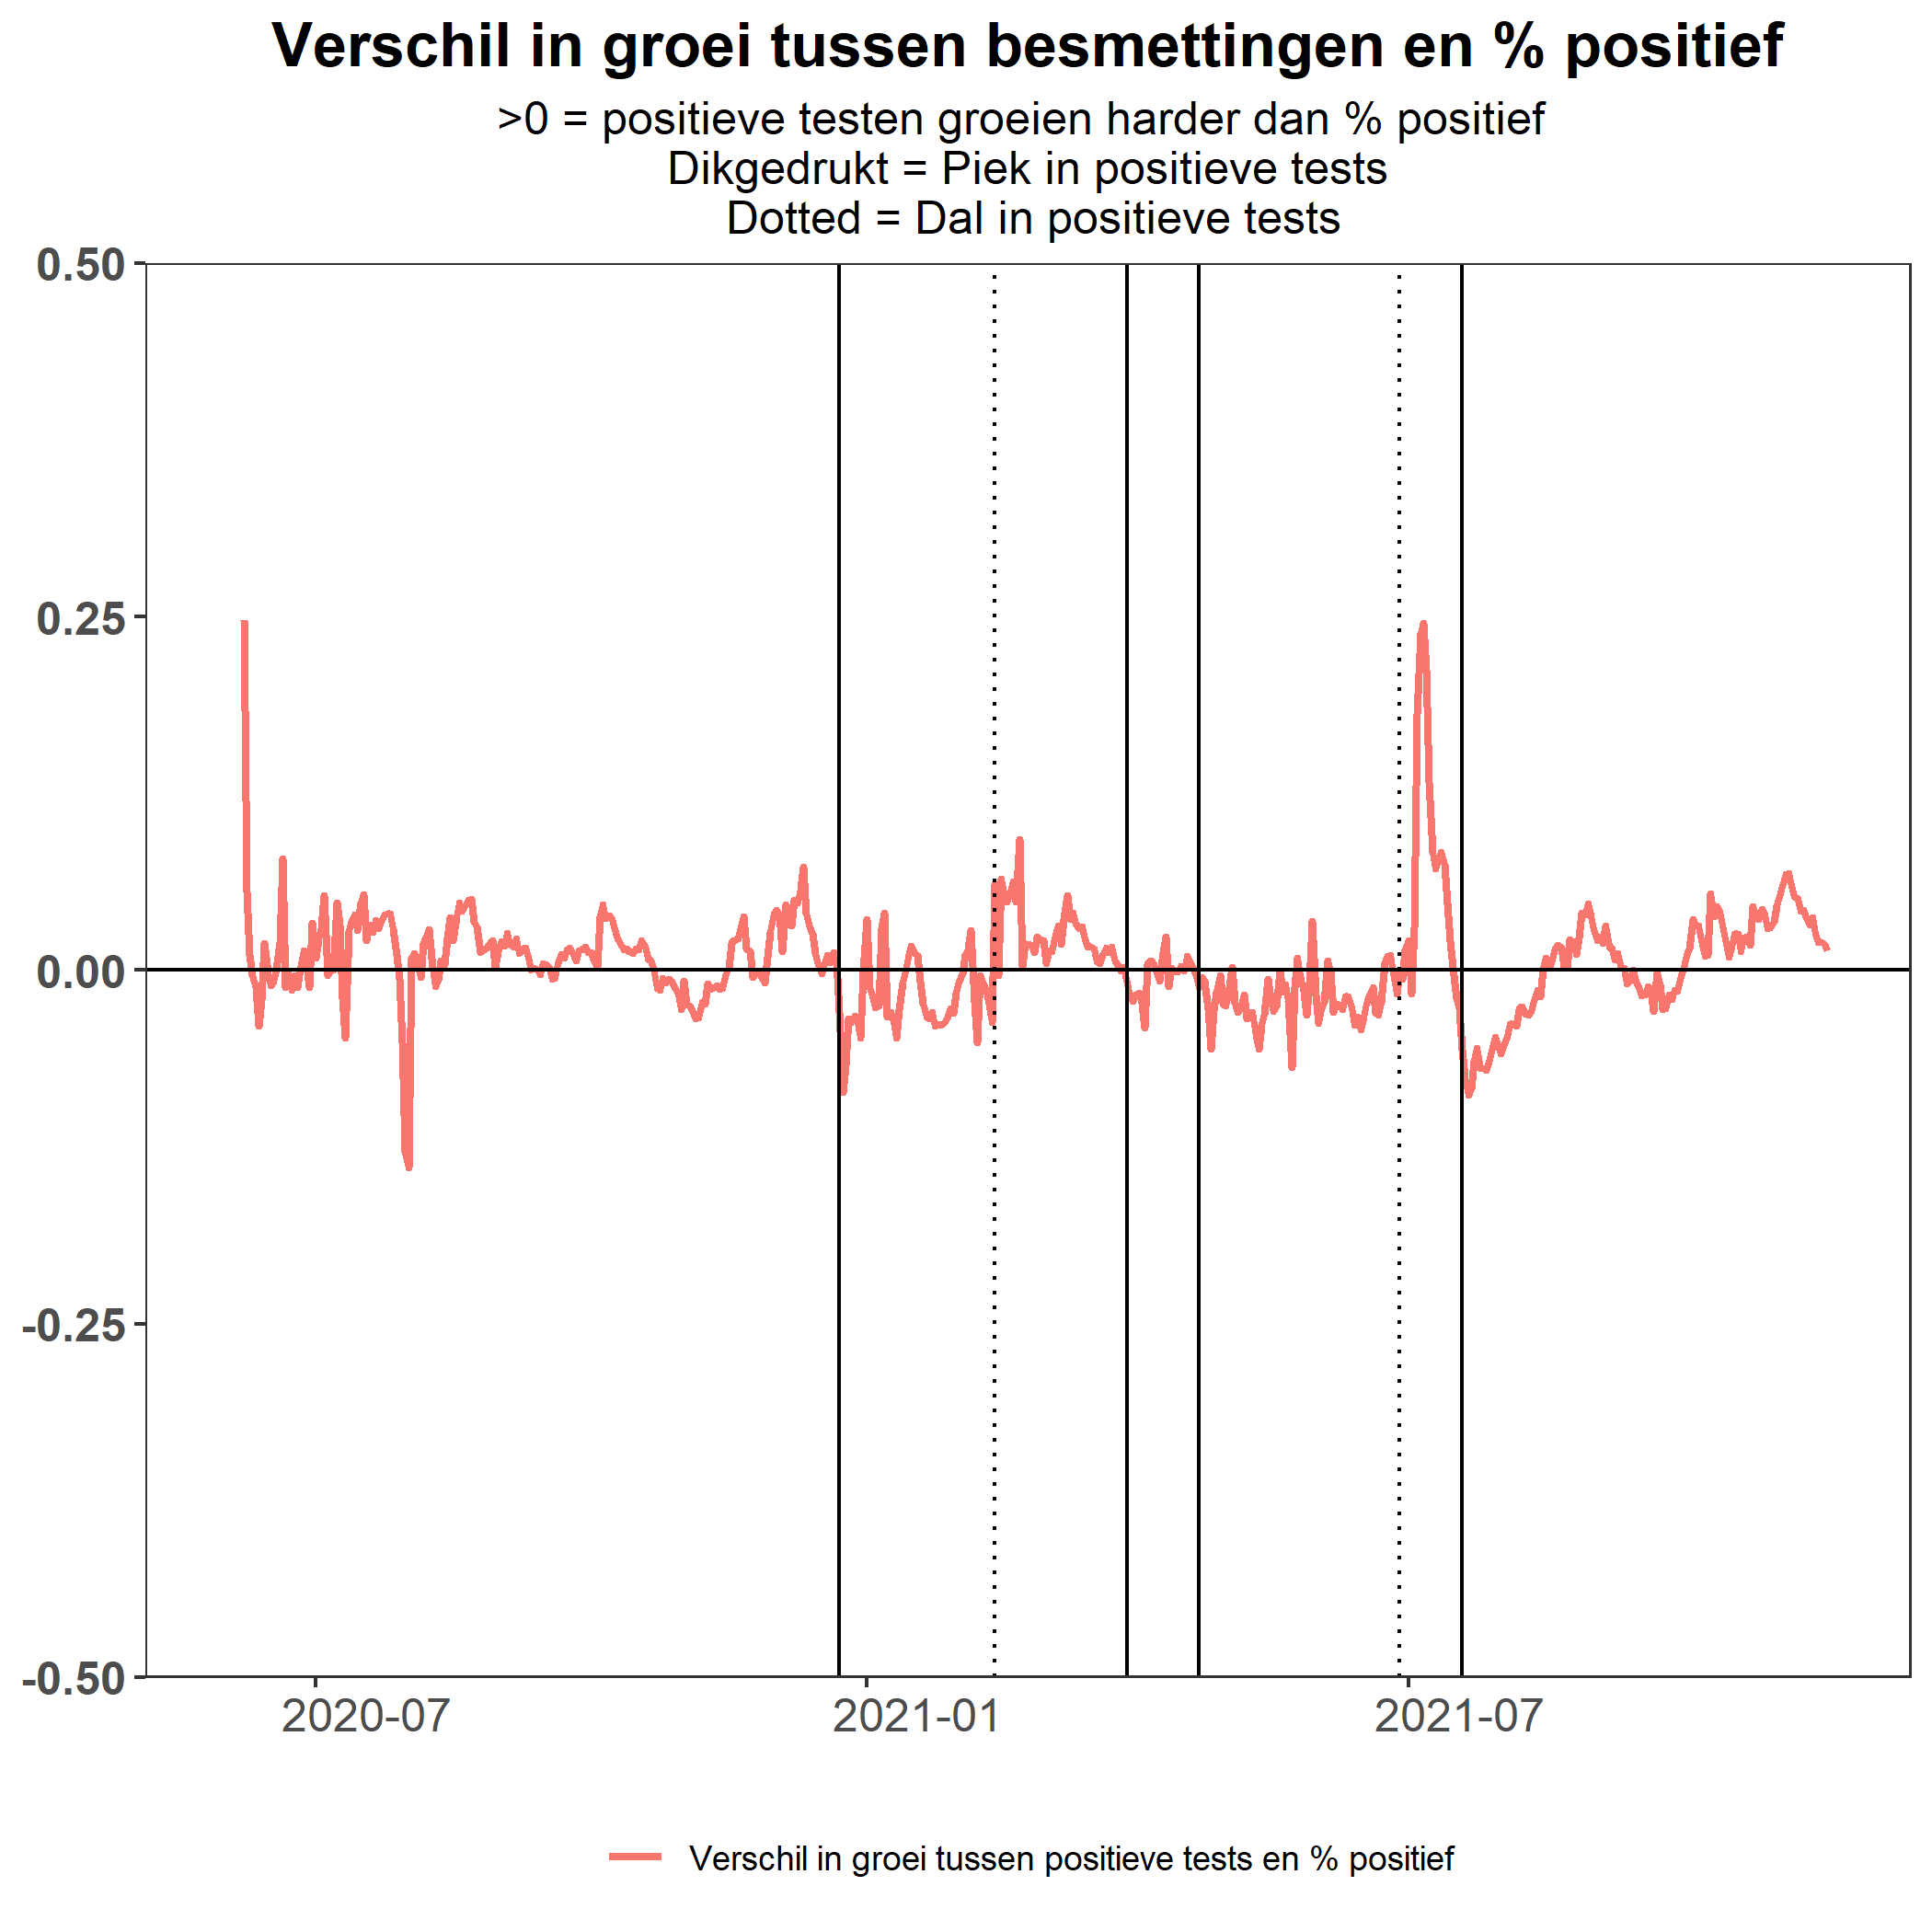 Verschil in groei tussen besmettingen en % positief
>0 = positieve testen groeien harder dan % positief
Dikgedrukt = Piek in positieve tests
Dotted = Dal in positieve tests
0.50
0.25
0.00
-0.25
-0.50
2020-07 2021-01 2021-07
Verschil in groei tussen positieve tests en % positief